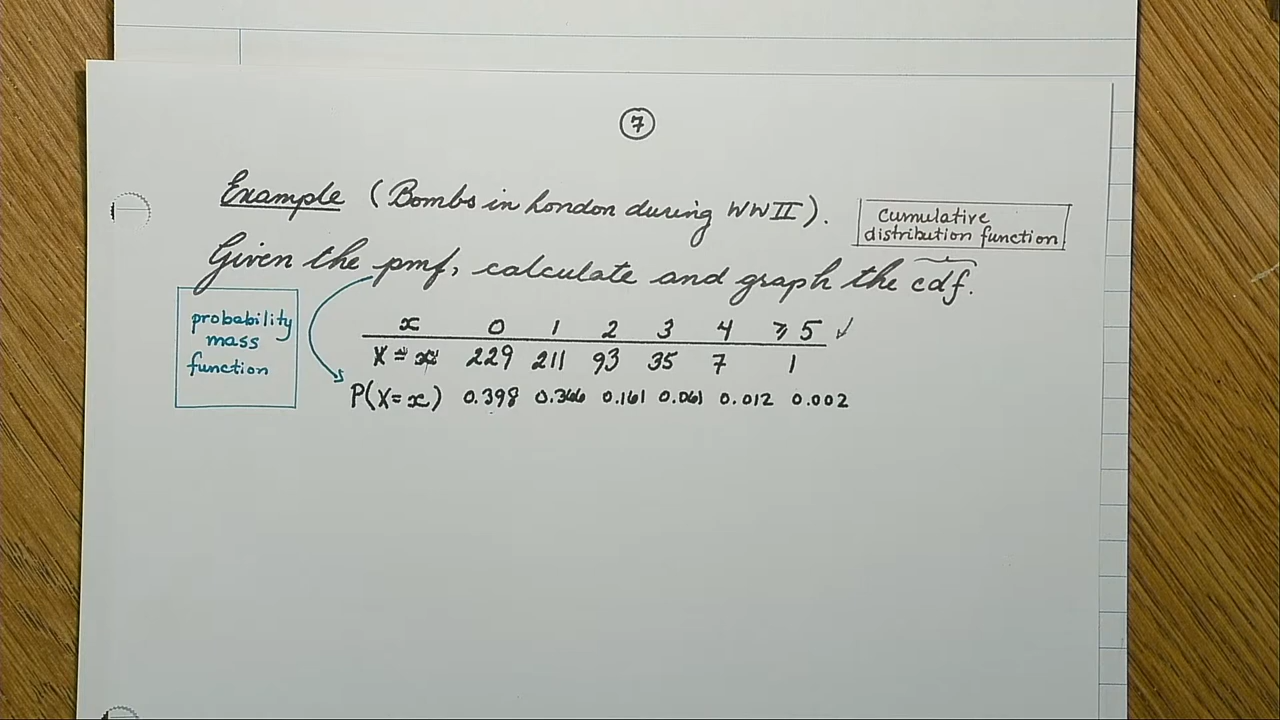 7
Example (Bombs in London during WWII).
Cumulative
distribution function
Given the pmf, calculate and graph the cdf.
probability
mass
function
x 0 1 2 3 4 ⩾ 5 ✓
X = x 229 211 93 35 7 1
P(X=x) 0.398 0.366 0.161 0.061 0.012 0.002